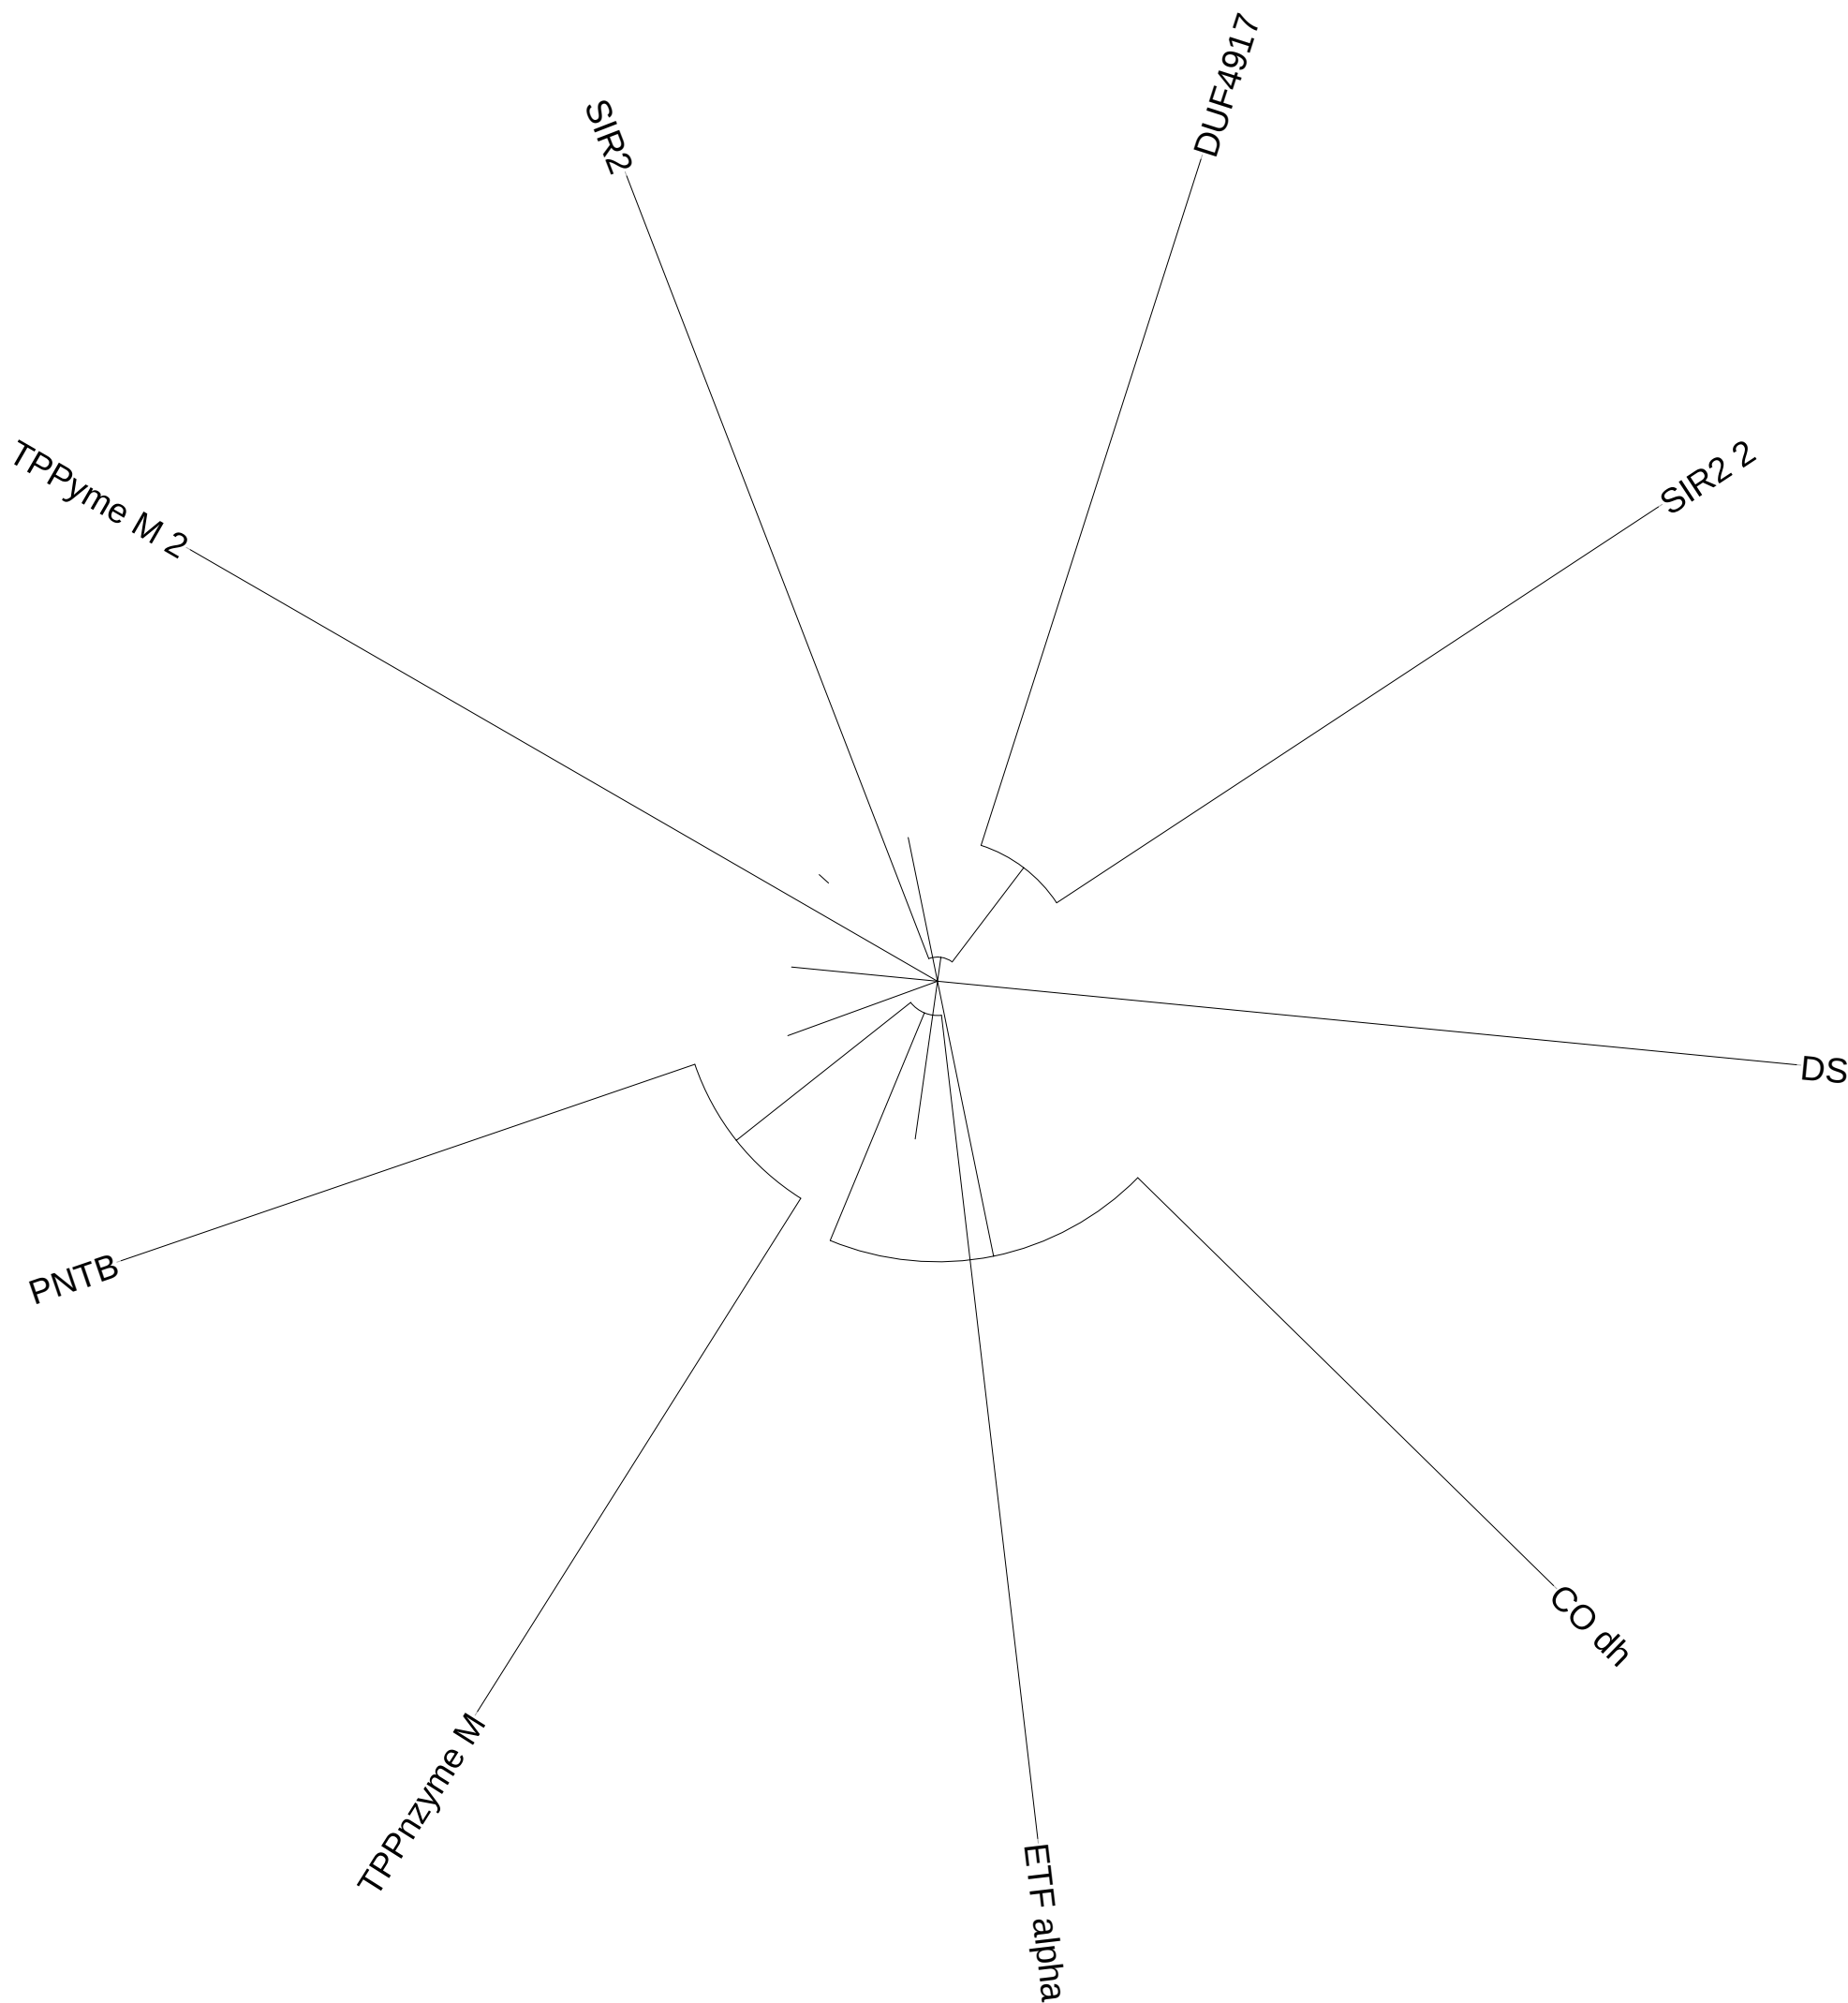 DUF4917
SIR2
SIR2 2
TPPyme M 2
DS
PNTB
CO dh
TPPnzyme M
ETF alpha